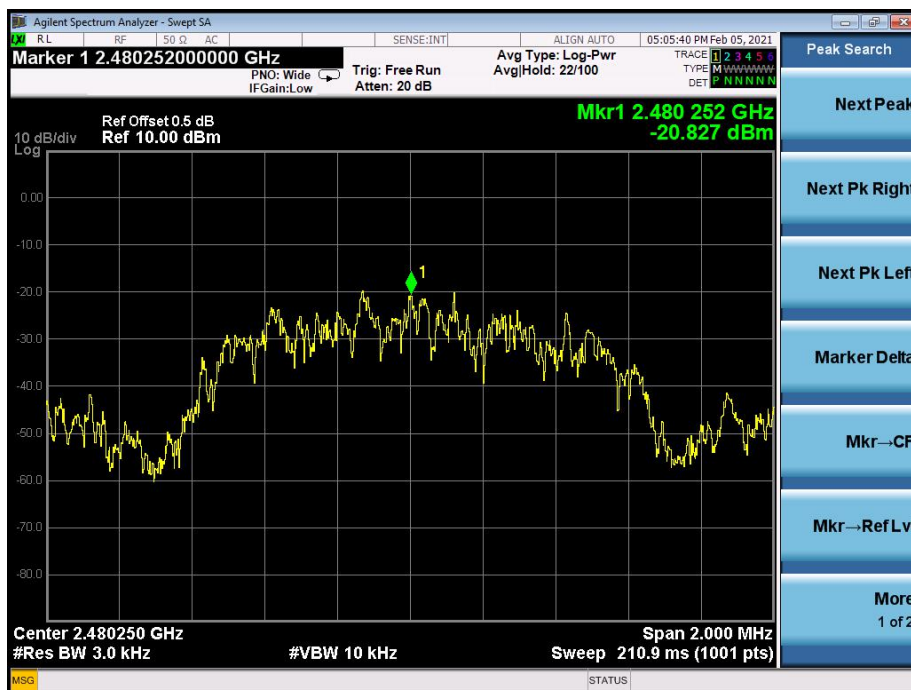 Agilent Spectrum Analyzer - Swept SA
LXI RL RF 50 Ω AC SENSE:INT ALIGN AUTO 05:05:40 PM Feb 05, 2021
Marker 1 2.480252000000 GHz
PNO: Wide
IFGain:Low
Trig: Free Run
Atten: 20 dB
Avg Type: Log-Pwr
Avg|Hold: 22/100
TRACE 1 2 3 4 5 6
TYPE M W W W W W
DET P N N N N N
Peak Search
Mkr1 2.480 252 GHz
-20.827 dBm
Ref Offset 0.5 dB
10 dB/div Ref 10.00 dBm
Log
0.00
-10.0
-20.0
-30.0
-40.0
-50.0
-60.0
-70.0
-80.0
1
Center 2.480250 GHz Span 2.000 MHz
#Res BW 3.0 kHz #VBW 10 kHz Sweep 210.9 ms (1001 pts)
MSG STATUS
Next Peak
Next Pk Right
Next Pk Left
Marker Delta
Mkr→CF
Mkr→Ref Lv
More
1 of 2